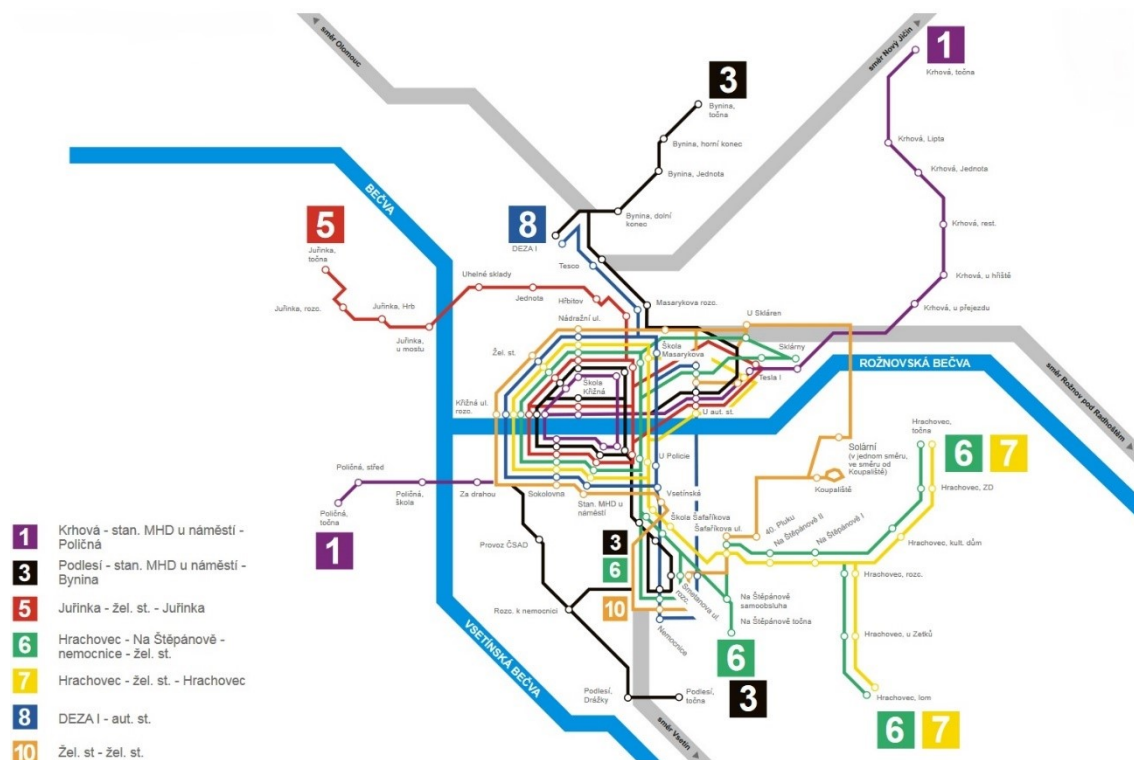 směr Olomouc
směr Nový Jičín
1
Krhová, točna
3
Bynina,
točna
Krhová, Lipta
Bynina, horní konec
Krhová, Jednota
Bynina, Jednota
BEČVA
5
8
Bynina, dolní
konec
Krhová, rest.
DEZA I
Juřinka,
točna
Tesco
Uhelné sklady
Krhová, u hřiště
Juřinka, rozc.
Juřinka, Hrb
Jednota
Hřbitov
Masarykova rozc.
Krhová, u přejezdu
U Skláren
Nádražní ul.
Juřinka,
u mostu
Žel. st.
Škola
Masarykova
Sklárny
ROŽNOVSKÁ BEČVA
směr Rožnov pod Radhoštěm
Tesla I
Škola
Křižná
Křižná ul.
rozc.
U aut. st.
Hrachovec,
točna
6
7
Solární
(v jednom směru,
ve směru od
Koupaliště)
U Policie
Poličná, střed
Poličná,
škola
Za drahou
Sokolovna
Stan. MHD u
náměstí
Vsetínská
Koupaliště
Hrachovec, ZD
Poličná,
točna
1
Škola Šafaříkova
Šafaříkova ul.
40. Pluku
Na Štěpánově II
Na Štěpánově I
Hrachovec, kult. dům
Provoz ČSAD
3
6
10
Hrachovec, rozc.
Smetanova ul.
rozc.
Na Štěpánově
samoobsluha
Rozc. k nemocnici
Nemocnice
Na Štěpánově točna
Hrachovec, u Zetků
VSETÍNSKÁ BEČVA
6
Podlesí,
Drážky
Podlesí,
točna
3
Hrachovec, lom
6
7
směr Vsetín
1 Krhová - stan. MHD u náměstí -
Poličná
3 Podlesí - stan. MHD u náměstí -
Bynina
5 Juřinka - žel. st. - Juřinka
6 Hrachovec - Na Štěpánově -
nemocnice - žel. st.
7 Hrachovec - žel. st. - Hrachovec
8 DEZA I - aut. st.
10 Žel. st - žel. st.